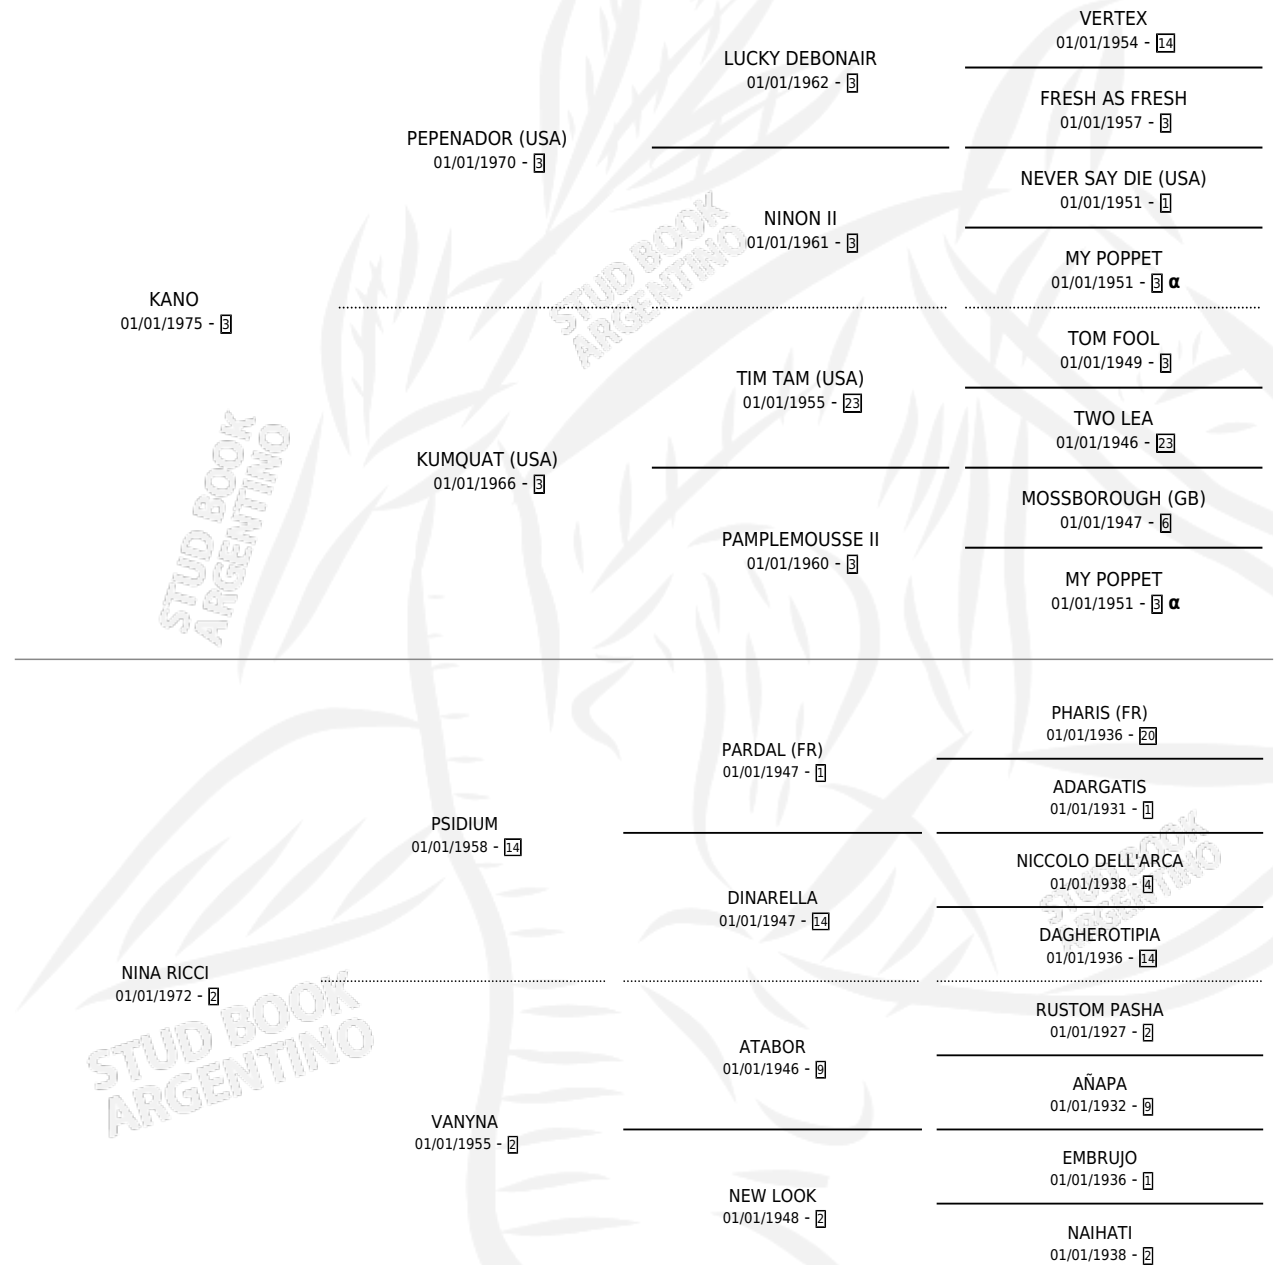 VERTEX
01/01/1954 - 14
LUCKY DEBONAIR
01/01/1962 - 3
FRESH AS FRESH
01/01/1957 - 3
PEPENADOR (USA)
01/01/1970 - 3
NEVER SAY DIE (USA)
01/01/1951 - 1
NINON II
01/01/1961 - 3
MY POPPET
01/01/1951 - 3 α
KANO
01/01/1975 - 3
TOM FOOL
01/01/1949 - 3
TIM TAM (USA)
01/01/1955 - 23
TWO LEA
01/01/1946 - 23
KUMQUAT (USA)
01/01/1966 - 3
MOSSBOROUGH (GB)
01/01/1947 - 6
PAMPLEMOUSSE II
01/01/1960 - 3
MY POPPET
01/01/1951 - 3 α
PHARIS (FR)
01/01/1936 - 20
PARDAL (FR)
01/01/1947 - 1
ADARGATIS
01/01/1931 - 1
PSIDIUM
01/01/1958 - 14
NICCOLO DELL'ARCA
01/01/1938 - 4
DINARELLA
01/01/1947 - 14
DAGHEROTIPIA
01/01/1936 - 14
NINA RICCI
01/01/1972 - 2
RUSTOM PASHA
01/01/1927 - 2
ATABOR
01/01/1946 - 9
AÑAPA
01/01/1932 - 9
VANYNA
01/01/1955 - 2
EMBRUJO
01/01/1936 - 1
NEW LOOK
01/01/1948 - 2
NAIHATI
01/01/1938 - 2
STUD BOOK
ARGENTINO
STUD BOOK
ARGENTINO
STUD BOOK
ARGENTINO
STUD BOOK
ARGENTINO